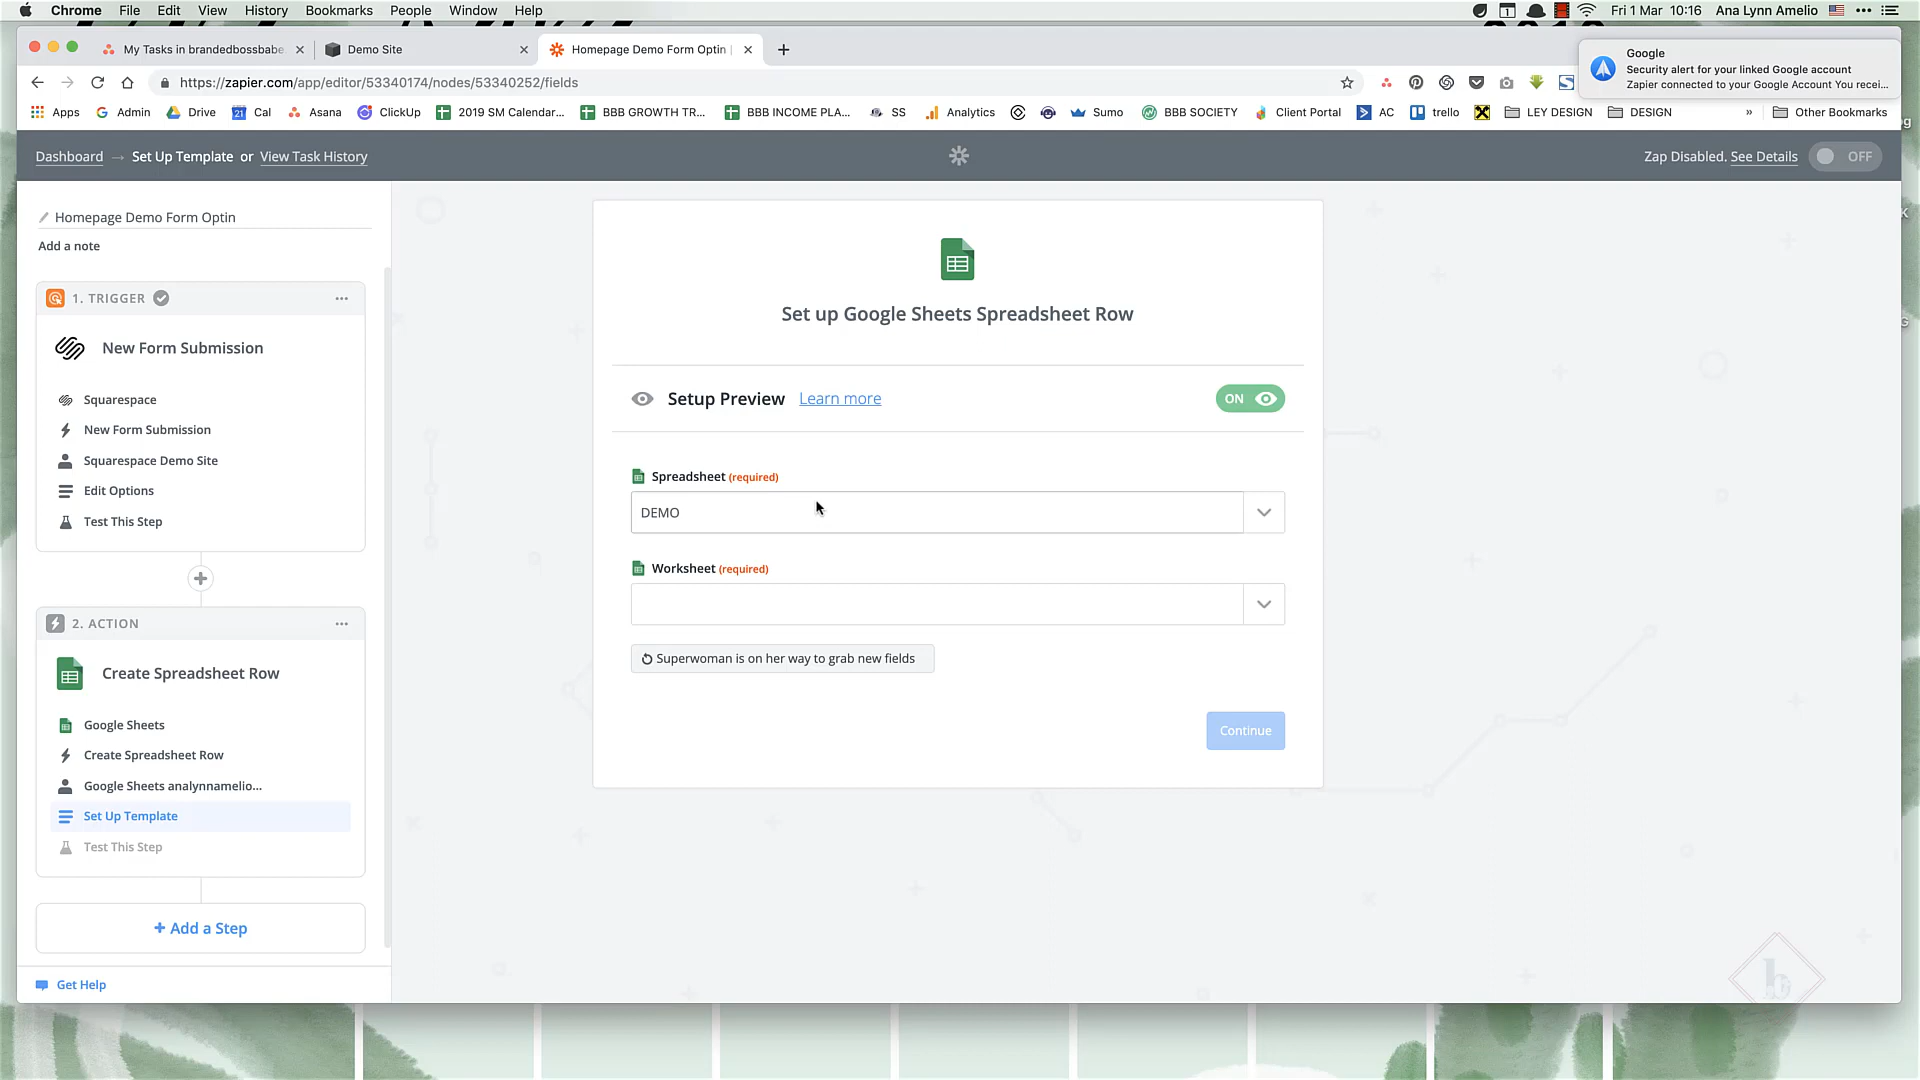 Chrome File Edit View History Bookmarks People Window Help
1 Fri 1 Mar 10:16 Ana Lynn Amelio
My Tasks in brandedbossbabe
Demo Site
Homepage Demo Form Optin
Google
Security alert for your linked Google account
Zapier connected to your Google Account You recei...
https://zapier.com/app/editor/53340174/nodes/53340252/fields
Apps G Admin Drive 21 Cal Asana ClickUp 2019 SM Calendar... BBB GROWTH TR... BBB INCOME PLA... SS Analytics Sumo BBB SOCIETY Client Portal AC trello LEY DESIGN DESIGN » Other Bookmarks
Dashboard → Set Up Template or View Task History
Zap Disabled. See Details OFF
Homepage Demo Form Optin
Add a note
1. TRIGGER
New Form Submission
Squarespace
New Form Submission
Squarespace Demo Site
Edit Options
Test This Step
2. ACTION
Create Spreadsheet Row
Google Sheets
Create Spreadsheet Row
Google Sheets analynnamelio...
Set Up Template
Test This Step
+ Add a Step
Get Help
Set up Google Sheets Spreadsheet Row
Setup Preview Learn more ON
Spreadsheet (required)
DEMO
Worksheet (required)
Superwoman is on her way to grab new fields
Continue
b